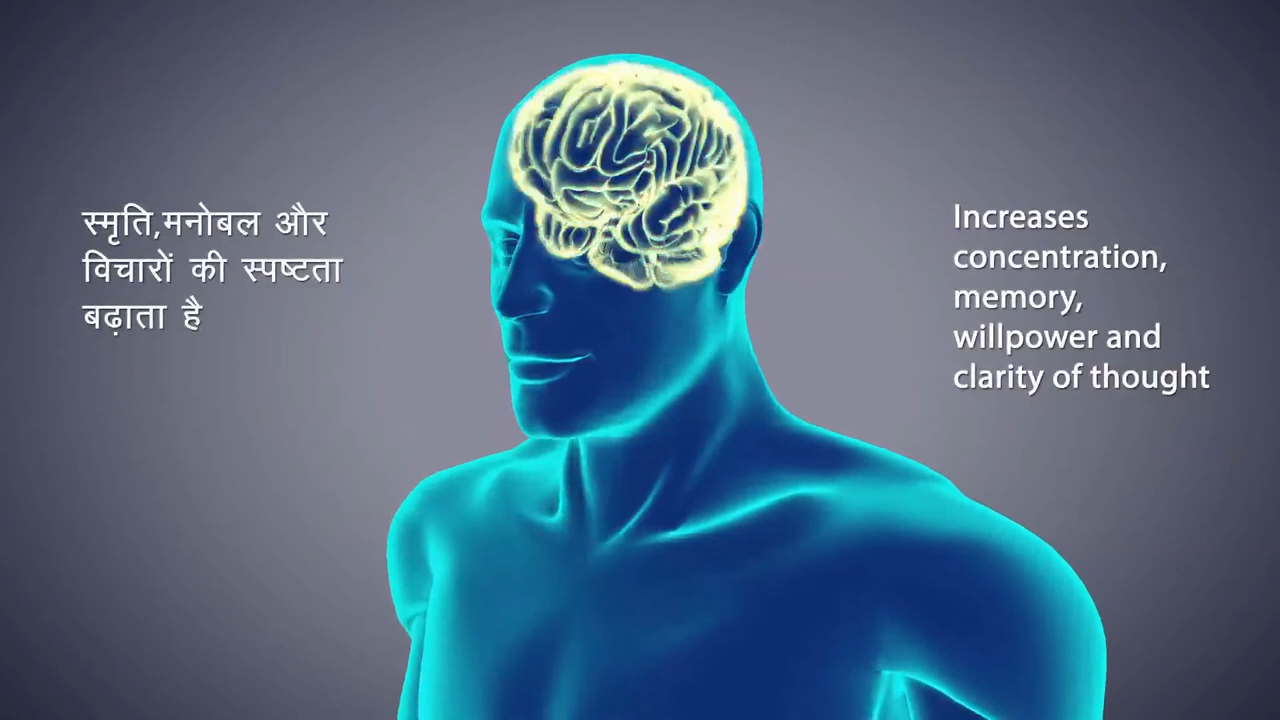 स्मृति,मनोबल और
विचारों की स्पष्टता
बढ़ाता है
Increases
concentration,
memory,
willpower and
clarity of thought